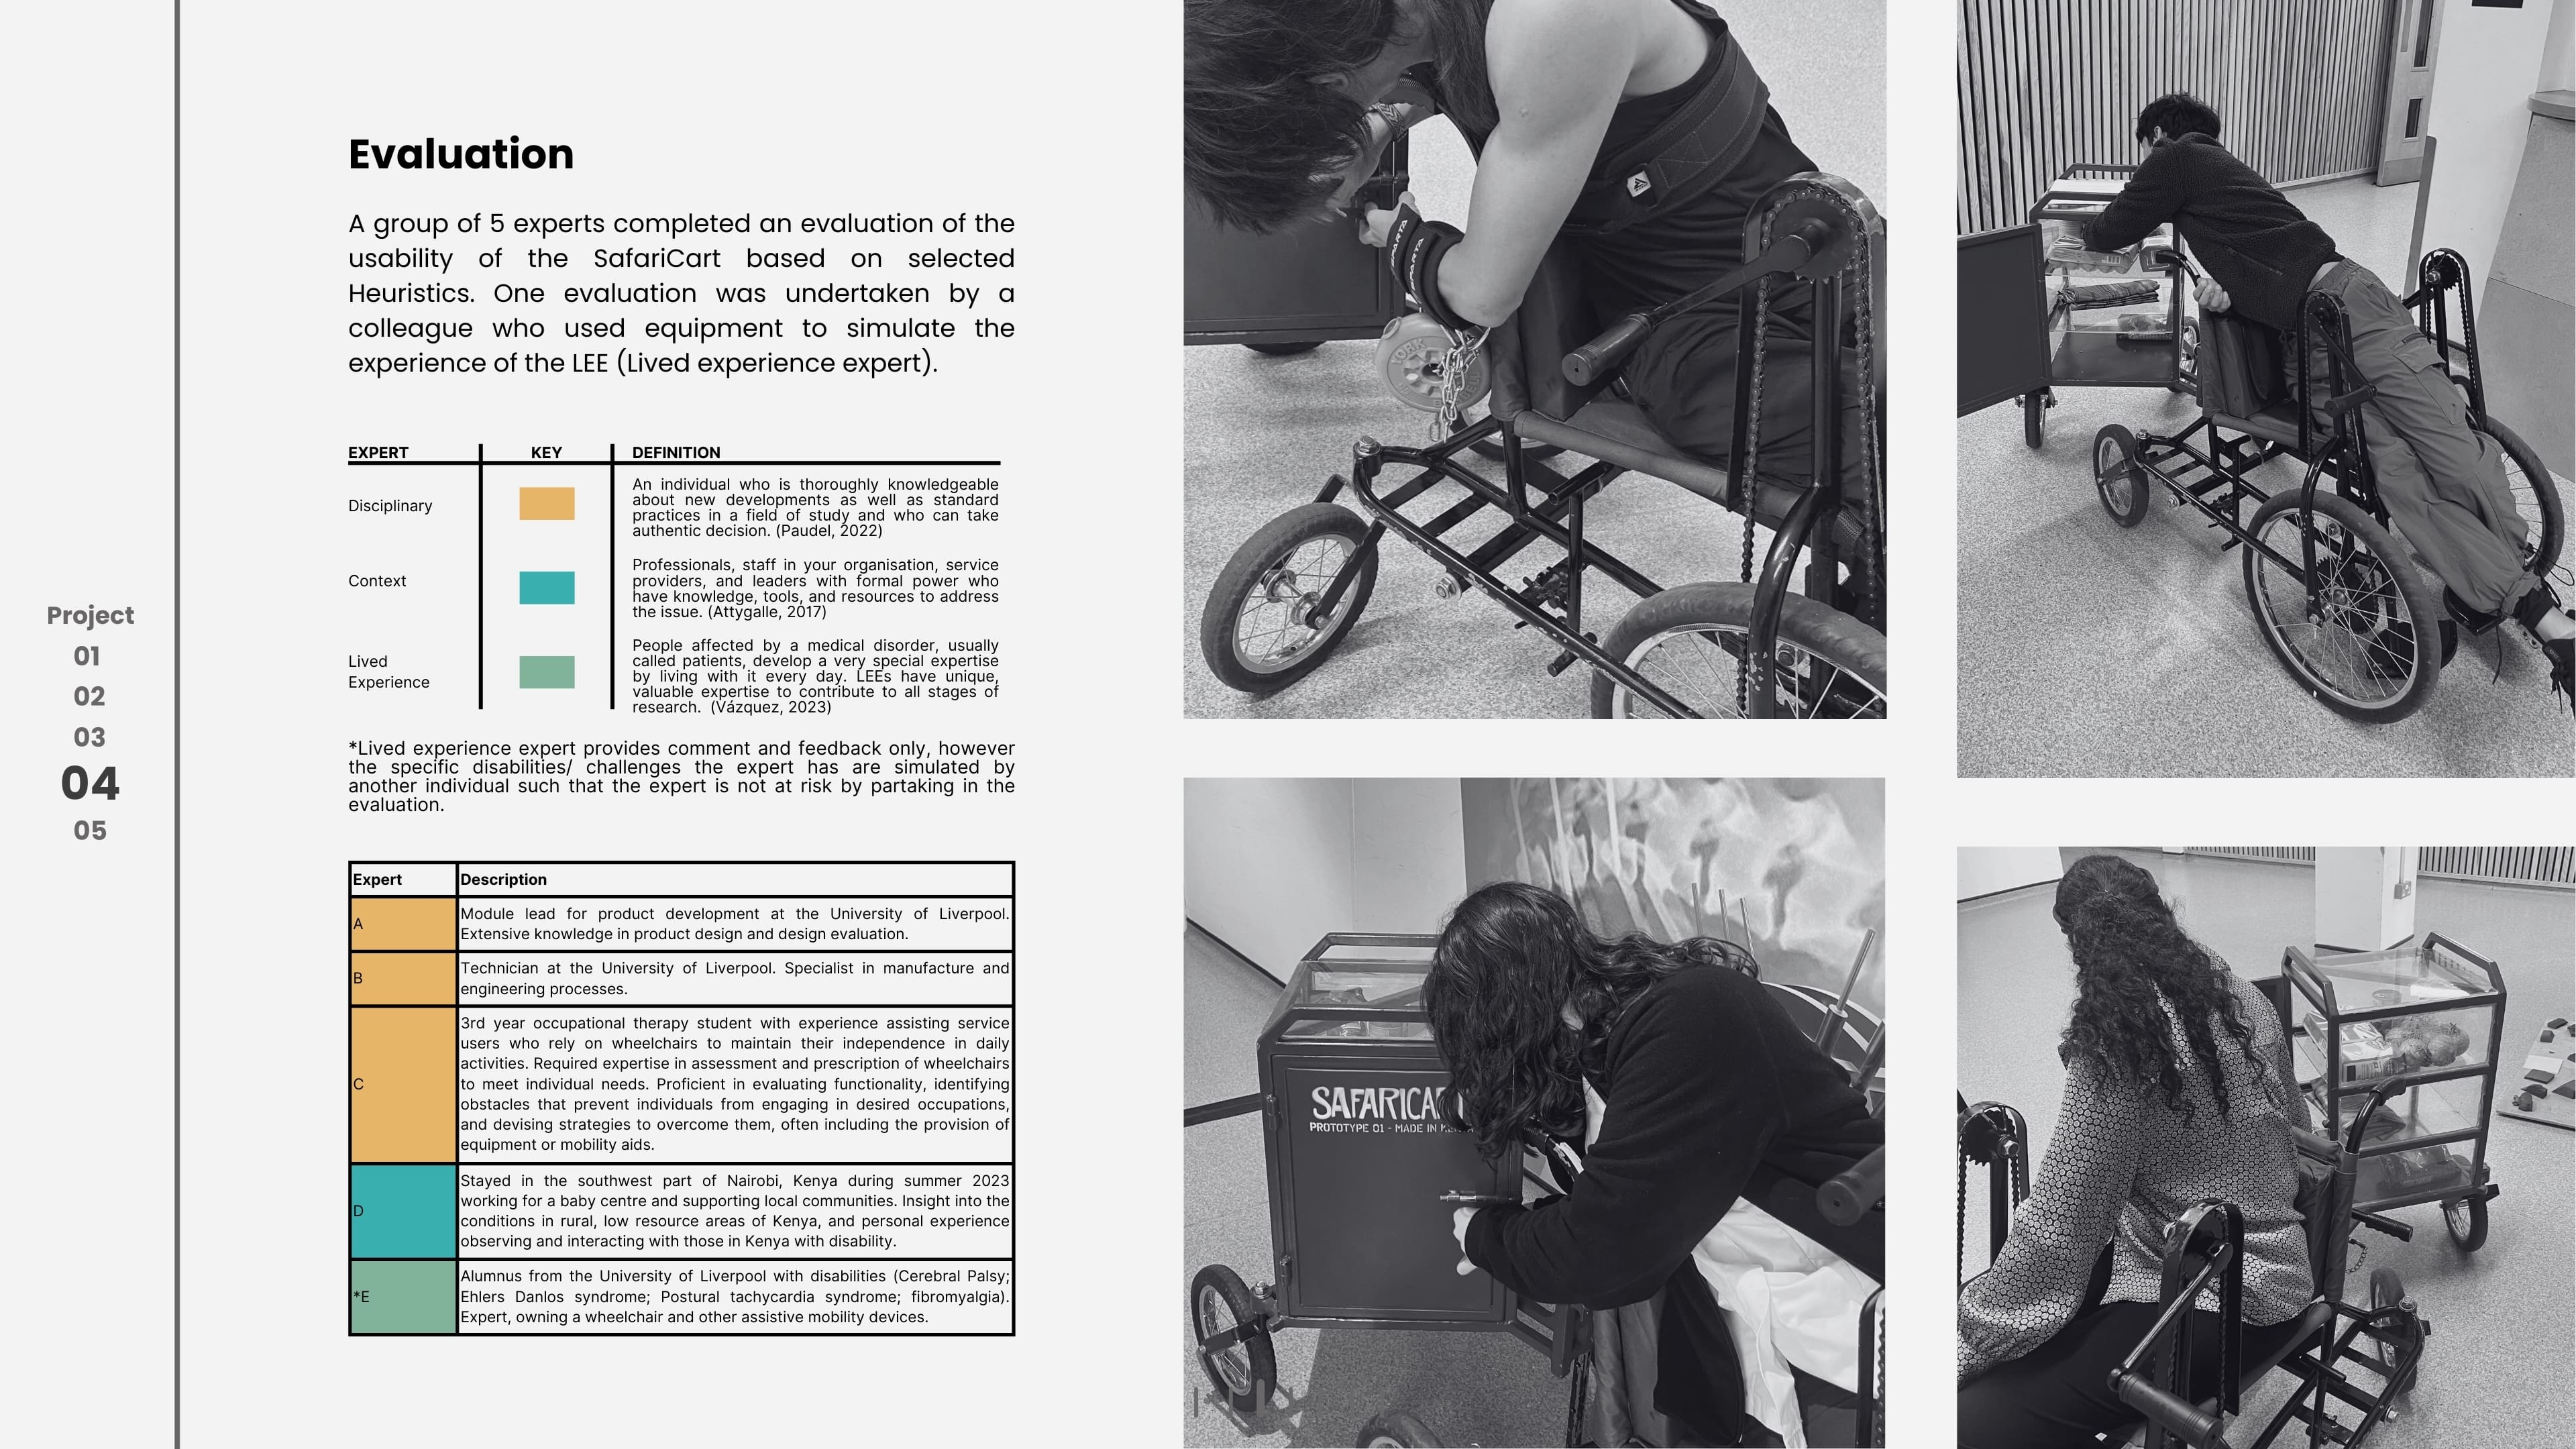 Project
01
02
03
04
05
Evaluation
A group of 5 experts completed an evaluation of the
usability of the SafariCart based on selected
Heuristics. One evaluation was undertaken by a
colleague who used equipment to simulate the
experience of the LEE (Lived experience expert).
EXPERT KEY DEFINITION
Disciplinary
An individual who is thoroughly knowledgeable
about new developments as well as standard
practices in a field of study and who can take
authentic decision. (Paudel, 2022)
Context
Professionals, staff in your organisation, service
providers, and leaders with formal power who
have knowledge, tools, and resources to address
the issue. (Attygalle, 2017)
Lived
Experience
People affected by a medical disorder, usually
called patients, develop a very special expertise
by living with it every day. LEEs have unique,
valuable expertise to contribute to all stages of
research. (Vázquez, 2023)
*Lived experience expert provides comment and feedback only, however
the specific disabilities/ challenges the expert has are simulated by
another individual such that the expert is not at risk by partaking in the
evaluation.
Expert Description
A
Module lead for product development at the University of Liverpool.
Extensive knowledge in product design and design evaluation.
B
Technician at the University of Liverpool. Specialist in manufacture and
engineering processes.
C
3rd year occupational therapy student with experience assisting service
users who rely on wheelchairs to maintain their independence in daily
activities. Required expertise in assessment and prescription of wheelchairs
to meet individual needs. Proficient in evaluating functionality, identifying
obstacles that prevent individuals from engaging in desired occupations,
and devising strategies to overcome them, often including the provision of
equipment or mobility aids.
D
Stayed in the southwest part of Nairobi, Kenya during summer 2023
working for a baby centre and supporting local communities. Insight into the
conditions in rural, low resource areas of Kenya, and personal experience
observing and interacting with those in Kenya with disability.
*E
Alumnus from the University of Liverpool with disabilities (Cerebral Palsy;
Ehlers Danlos syndrome; Postural tachycardia syndrome; fibromyalgia).
Expert, owning a wheelchair and other assistive mobility devices.
YORK
SPARTA
SAFARICA
PROTOTYPE 01 - MADE IN